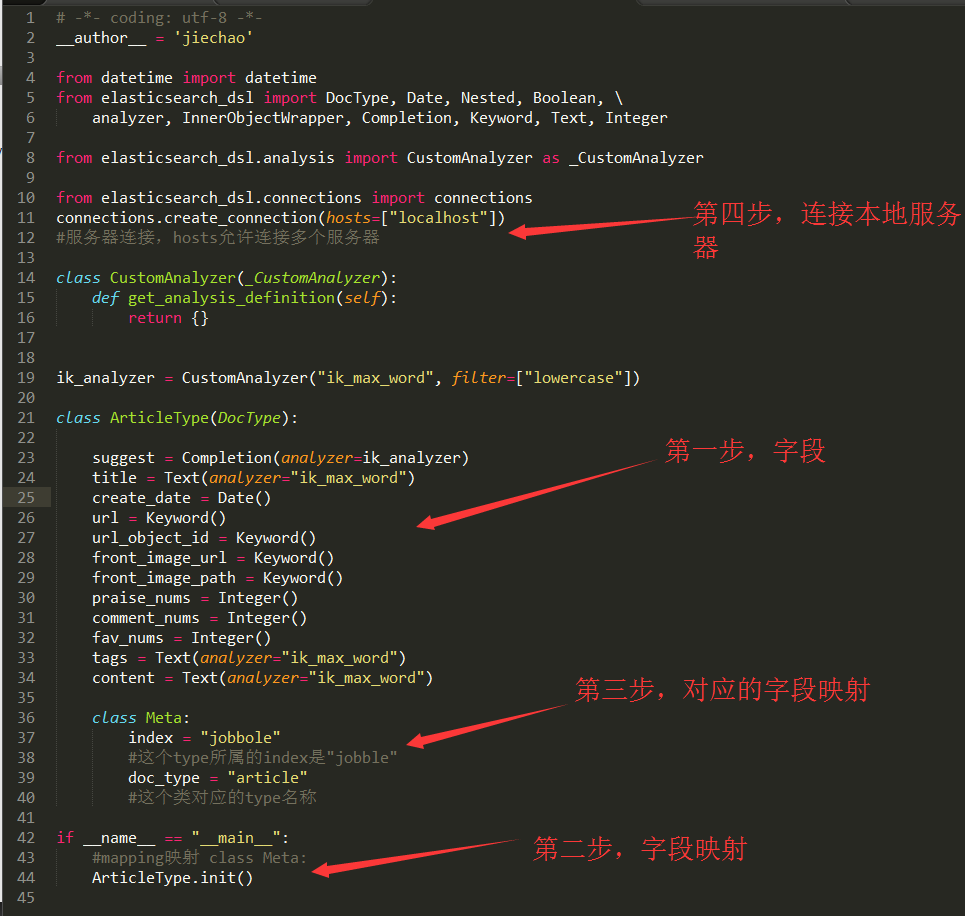 1 # -*- coding: utf-8 -*-
2 __author__ = 'jiechao'
3
4 from datetime import datetime
5 from elasticsearch_dsl import DocType, Date, Nested, Boolean, \
6     analyzer, InnerObjectWrapper, Completion, Keyword, Text, Integer
7
8 from elasticsearch_dsl.analysis import CustomAnalyzer as _CustomAnalyzer
9
10 from elasticsearch_dsl.connections import connections
11 connections.create_connection(hosts=["localhost"])
第四步，连接本地服务
器
12 #服务器连接，hosts允许连接多个服务器
13
14 class CustomAnalyzer(_CustomAnalyzer):
15     def get_analysis_definition(self):
16         return {}
17
18
19 ik_analyzer = CustomAnalyzer("ik_max_word", filter=["lowercase"])
20
21 class ArticleType(DocType):
22
第一步，字段
23     suggest = Completion(analyzer=ik_analyzer)
24     title = Text(analyzer="ik_max_word")
25     create_date = Date()
26     url = Keyword()
27     url_object_id = Keyword()
28     front_image_url = Keyword()
29     front_image_path = Keyword()
30     praise_nums = Integer()
31     comment_nums = Integer()
32     fav_nums = Integer()
33     tags = Text(analyzer="ik_max_word")
34     content = Text(analyzer="ik_max_word")
35
第三步，对应的字段映射
36     class Meta:
37         index = "jobbole"
38         #这个type所属的index是"jobble"
39         doc_type = "article"
40         #这个类对应的type名称
41
42 if __name__ == "__main__":
第二步，字段映射
43     #mapping映射 class Meta:
44     ArticleType.init()
45